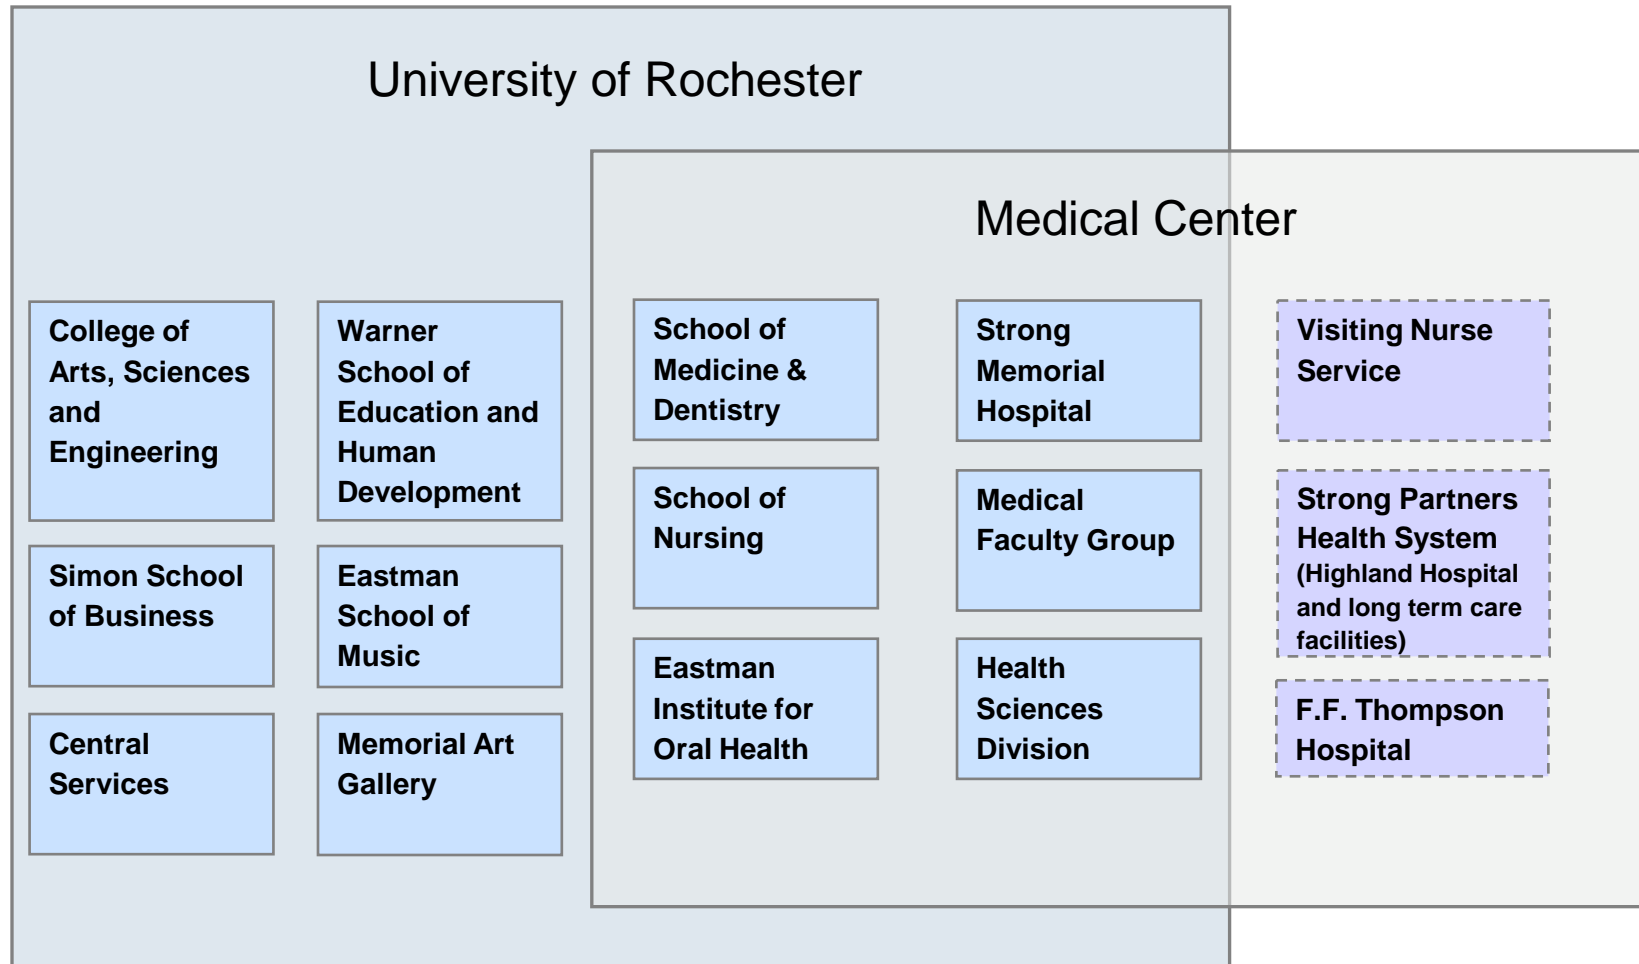 University of Rochester
Medical Center
College of
Arts, Sciences
and
Engineering
Warner
School of
Education and
Human
Development
School of
Medicine &
Dentistry
Strong
Memorial
Hospital
Visiting Nurse
Service
Simon School
of Business
Eastman
School of
Music
School of
Nursing
Medical
Faculty Group
Strong Partners
Health System
(Highland Hospital
and long term care
facilities)
Central
Services
Memorial Art
Gallery
Eastman
Institute for
Oral Health
Health
Sciences
Division
F.F. Thompson
Hospital